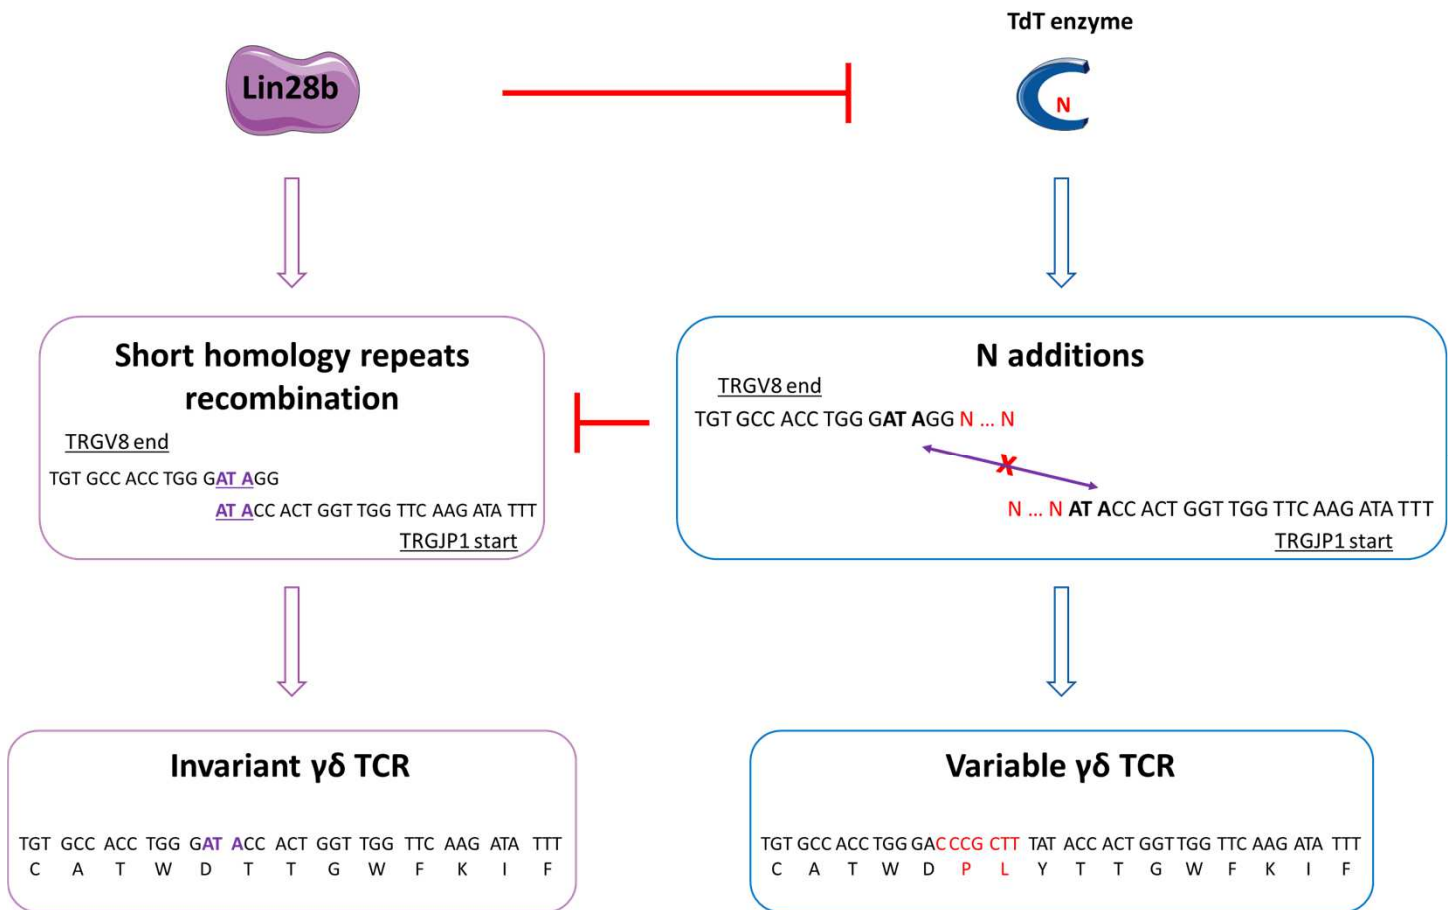 TdT enzyme
Lin28b
N
Short homology repeats
recombination
TRGV8 end
TGT GCC ACC TGG GAT AGG
AT ACC ACT GGT TGG TTC AAG ATA TTT
TRGJP1 start
N additions
TRGV8 end
TGT GCC ACC TGG GAT AGG N ... N
X
N ... N AT ACC ACT GGT TGG TTC AAG ATA TTT
TRGJP1 start
Invariant γδ TCR
TGT GCC ACC TGG GAT ACC ACT GGT TGG TTC AAG ATA TTT
C A T W D T T G W F K I F
Variable γδ TCR
TGT GCC ACC TGG GAC CCG CTT TAT ACC ACT GGT TGG TTC AAG ATA TTT
C A T W D P L Y T T G W F K I F